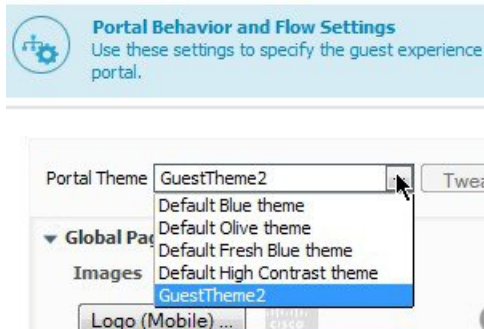 Portal Behavior and Flow Settings
Use these settings to specify the guest experience
portal.
Portal Theme GuestTheme2
Default Blue theme
Default Olive theme
Default Fresh Blue theme
Default High Contrast theme
GuestTheme2
Global
Images
Logo (Mobile) ...
cisco